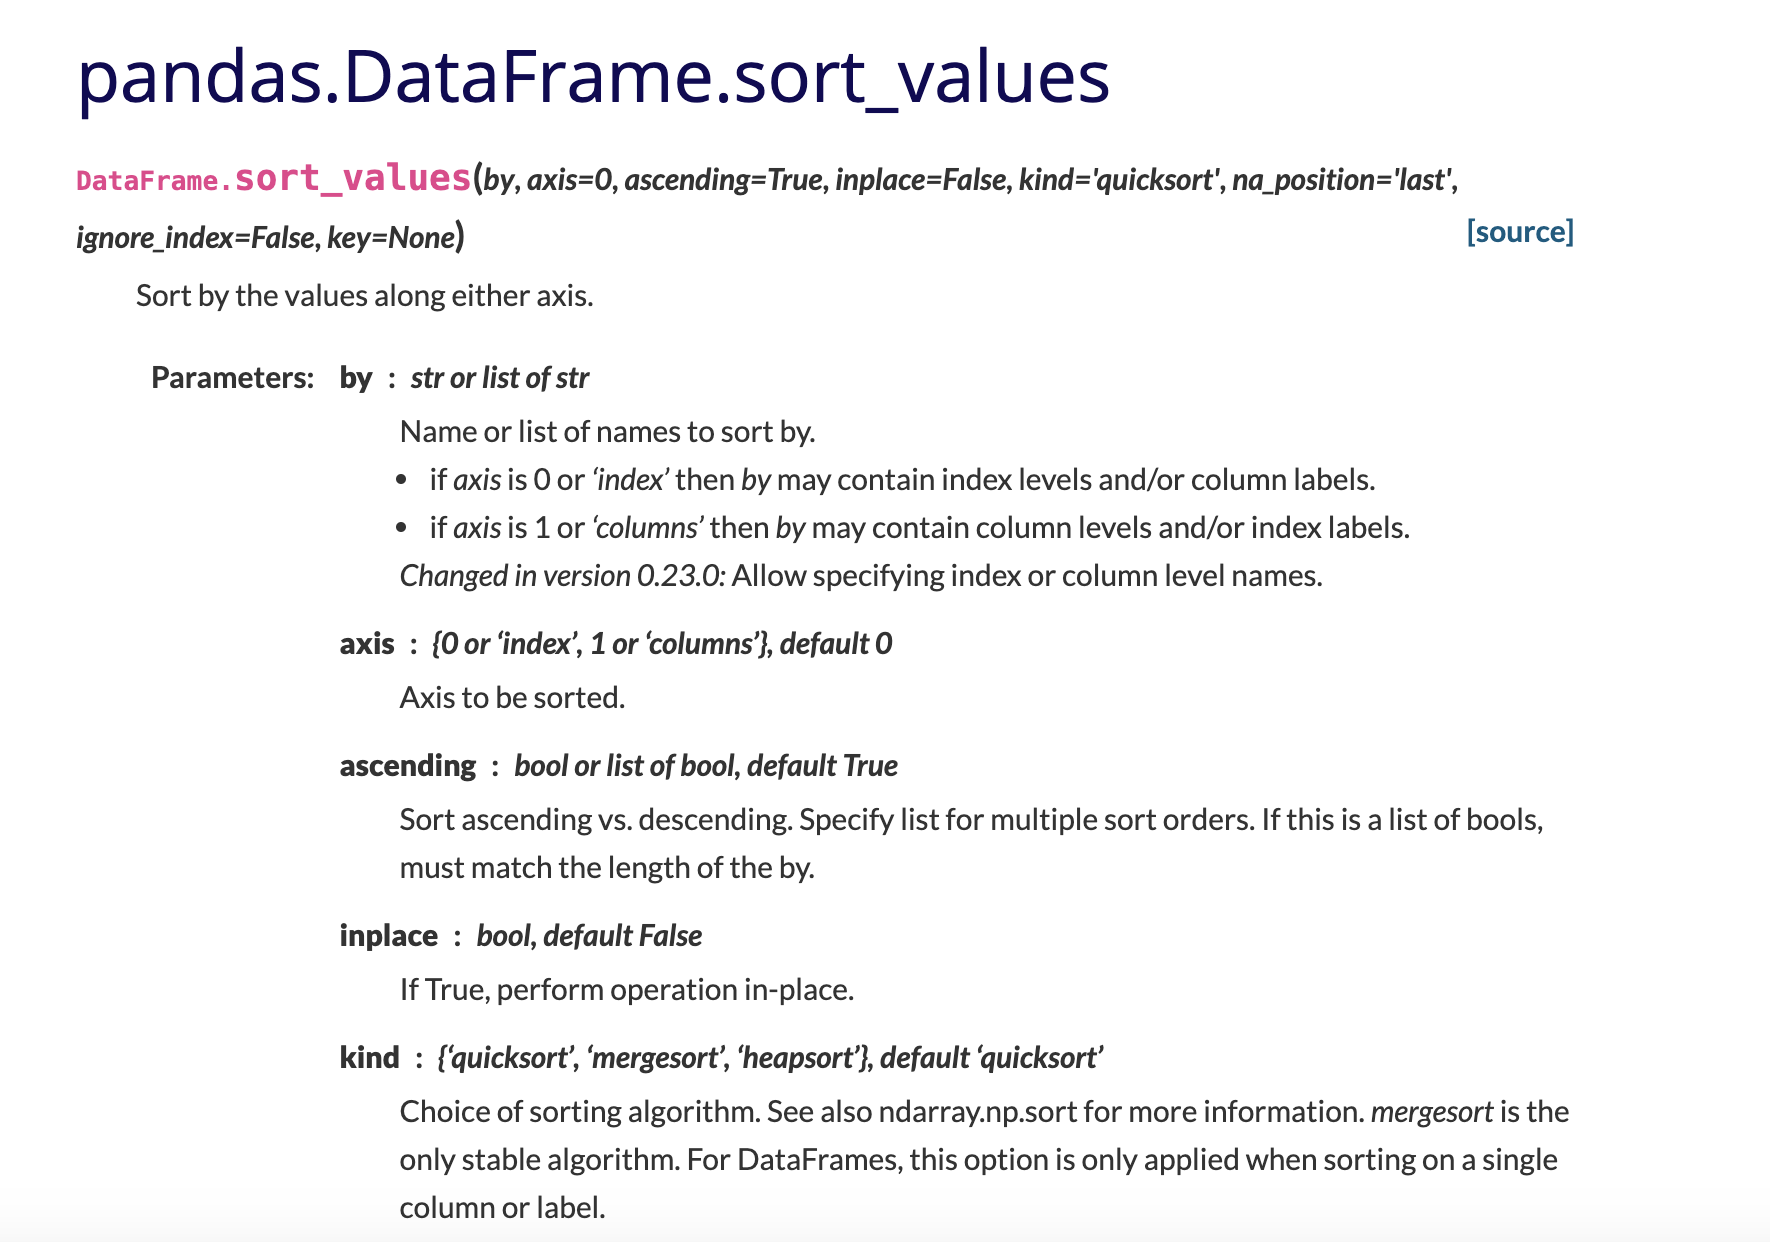 pandas.DataFrame.sort_values
DataFrame.sort_values(by, axis=0, ascending=True, inplace=False, kind='quicksort', na_position='last',
ignore_index=False, key=None) [source]
Sort by the values along either axis.
Parameters: by : str or list of str
Name or list of names to sort by.
• if axis is 0 or ‘index’ then by may contain index levels and/or column labels.
• if axis is 1 or ‘columns’ then by may contain column levels and/or index labels.
Changed in version 0.23.0: Allow specifying index or column level names.
axis : {0 or ‘index’, 1 or ‘columns’}, default 0
Axis to be sorted.
ascending : bool or list of bool, default True
Sort ascending vs. descending. Specify list for multiple sort orders. If this is a list of bools,
must match the length of the by.
inplace : bool, default False
If True, perform operation in-place.
kind : {‘quicksort’, ‘mergesort’, ‘heapsort’}, default ‘quicksort’
Choice of sorting algorithm. See also ndarray.np.sort for more information. mergesort is the
only stable algorithm. For DataFrames, this option is only applied when sorting on a single
column or label.